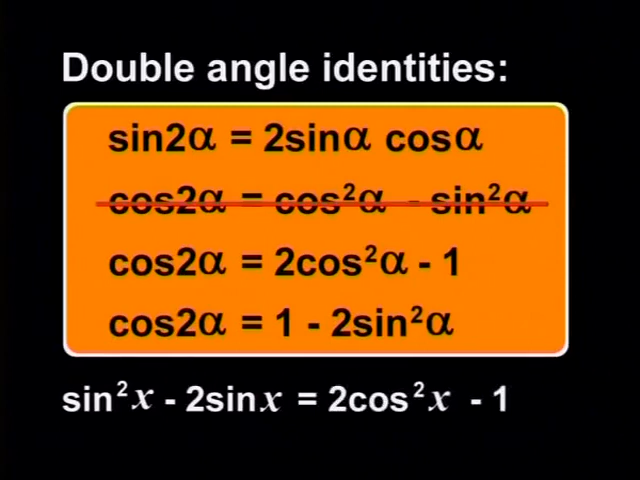 Double angle identities:
sin2α = 2sinα cosα
cos2α = cos²α - sin²α
cos2α = 2cos²α - 1
cos2α = 1 - 2sin²α
sin²x - 2sinx = 2cos²x - 1